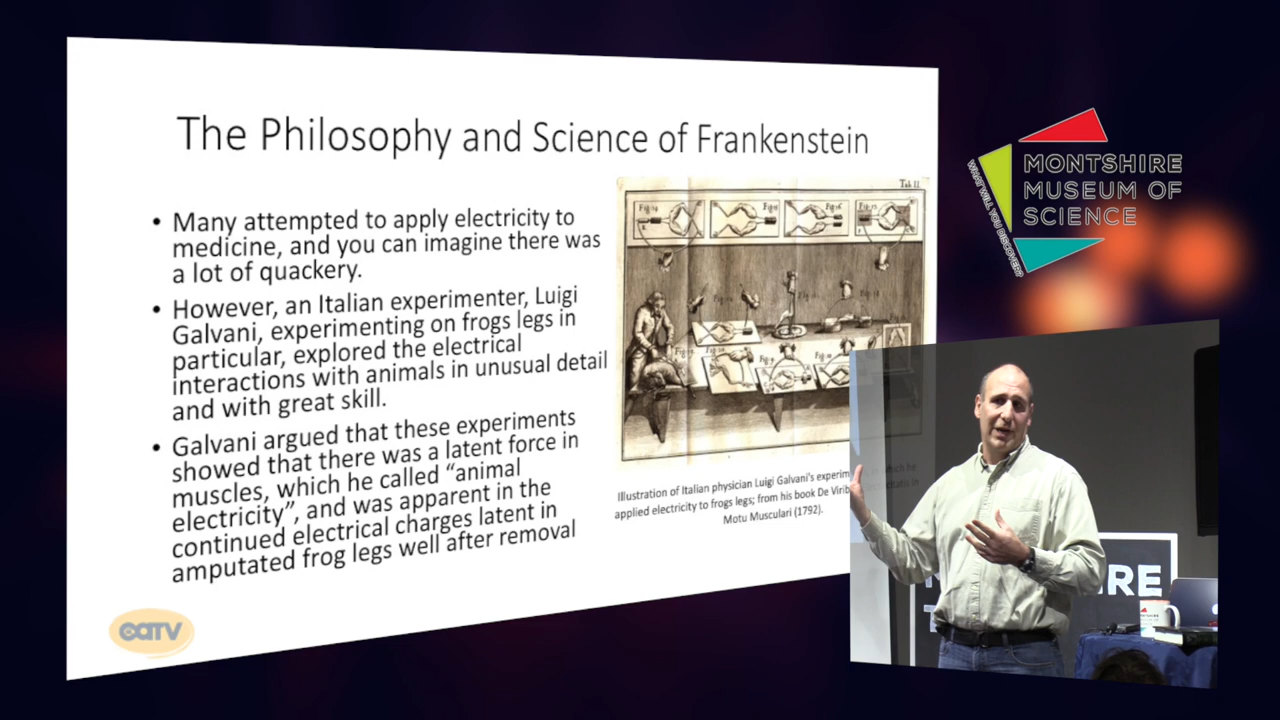 The Philosophy and Science of Frankenstein
• Many attempted to apply electricity to
medicine, and you can imagine there was
a lot of quackery.
• However, an Italian experimenter, Luigi
Galvani, experimenting on frogs legs in
particular, explored the electrical
interactions with animals in unusual detail
and with great skill.
• Galvani argued that these experiments
showed that there was a latent force in
muscles, which he called “animal
electricity”, and was apparent in the
continued electrical charges latent in
amputated frog legs well after removal
Tab II.
Illustration of Italian physician Luigi Galvani's
applied electricity to frogs legs; from his book De
Motu Musculari (1792).
WHAT WILL YOU DISCOVER?
MONTSHIRE
MUSEUM OF
SCIENCE
CATV